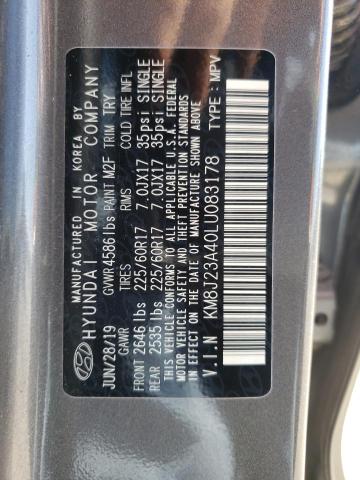 MANUFACTURED IN KOREA BY
HYUNDAI MOTOR COMPANY
JUN/28/19 GVWR 4586lbs PAINT M2F TRIM TRY
GAWR TIRES RIMS COLD TIRE INFL
FRONT 2646 lbs 225/60R17 7.0JX17 35psi SINGLE
REAR 2535 lbs 225/60R17 7.0JX17 35psi SINGLE
THIS VEHICLE CONFORMS TO ALL APPLICABLE U.S.A. FEDERAL
MOTOR VEHICLE SAFETY AND THEFT PREVENTION STANDARDS
IN EFFECT ON THE DATE OF MANUFACTURE SHOWN ABOVE
V.I.N KM8J23A40LU083178 TYPE : MPV